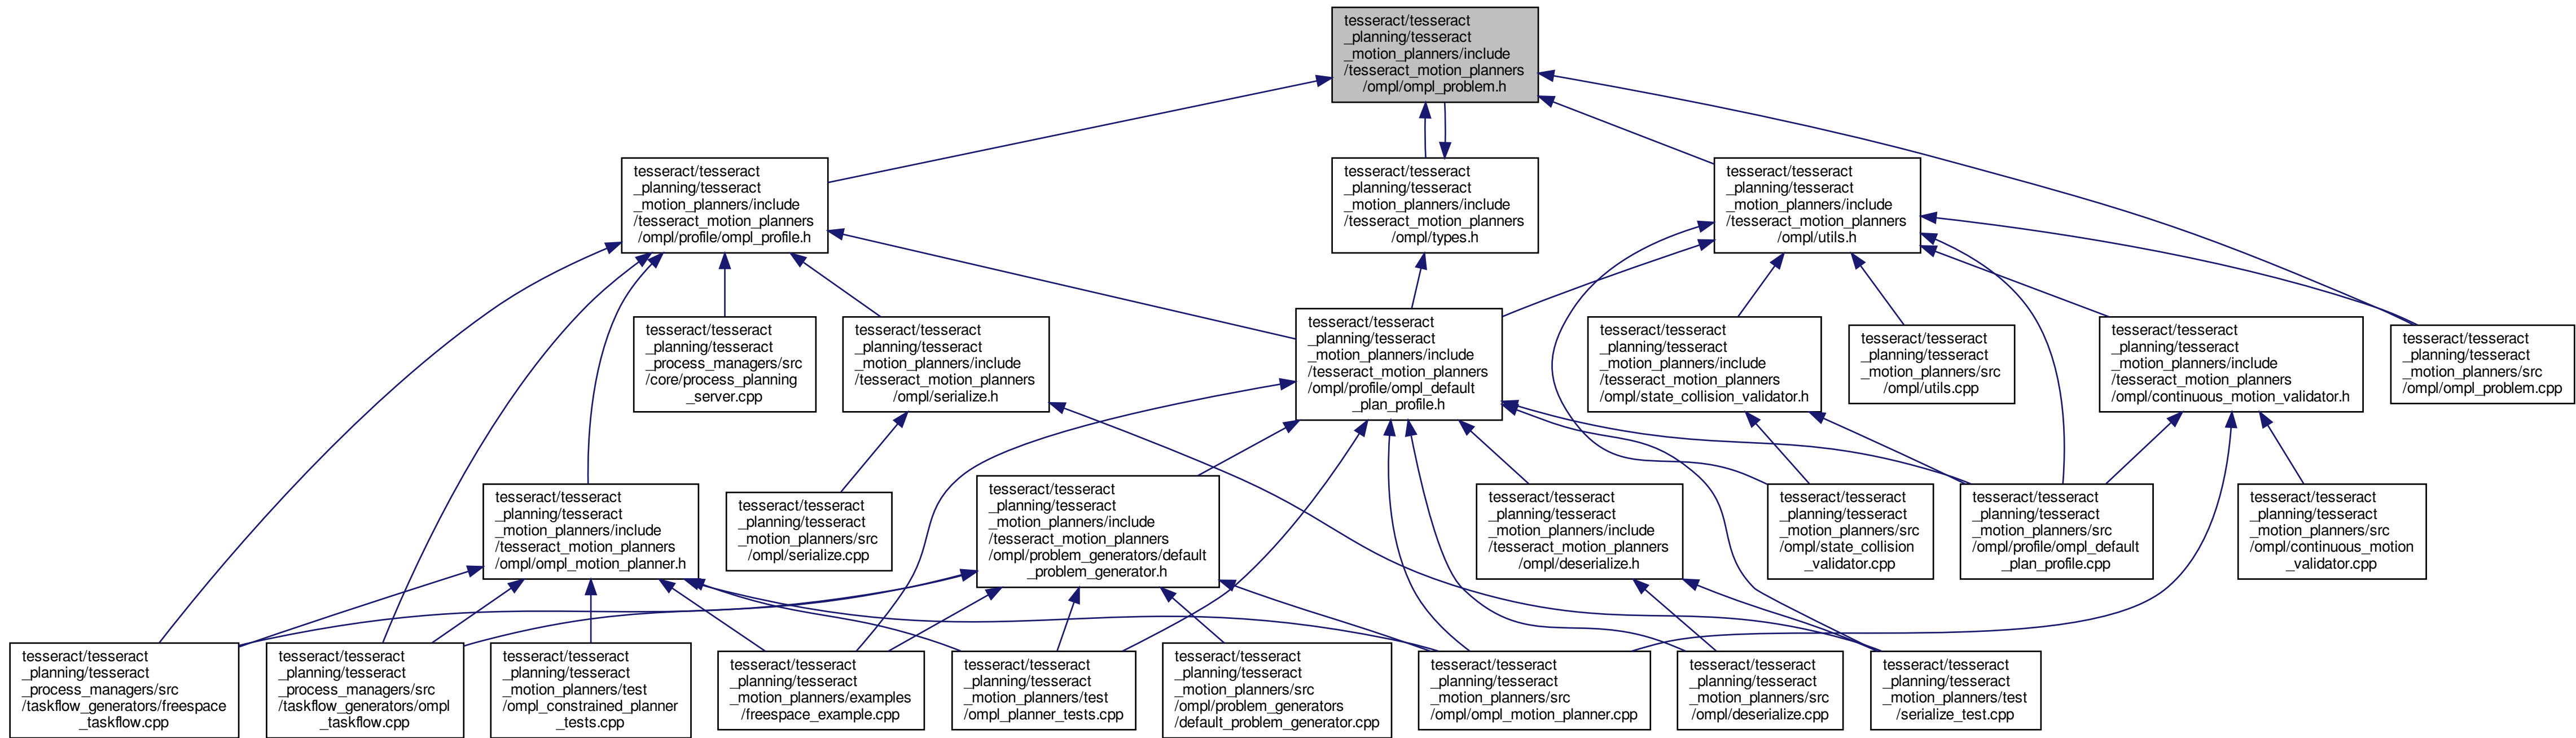 tesseract/tesseract
_planning/tesseract
_motion_planners/include
/tesseract_motion_planners
/ompl/ompl_problem.h
tesseract/tesseract
_planning/tesseract
_motion_planners/include
/tesseract_motion_planners
/ompl/profile/ompl_profile.h
tesseract/tesseract
_planning/tesseract
_motion_planners/include
/tesseract_motion_planners
/ompl/types.h
tesseract/tesseract
_planning/tesseract
_motion_planners/include
/tesseract_motion_planners
/ompl/utils.h
tesseract/tesseract
_planning/tesseract
_process_managers/src
/core/process_planning
_server.cpp
tesseract/tesseract
_planning/tesseract
_motion_planners/include
/tesseract_motion_planners
/ompl/serialize.h
tesseract/tesseract
_planning/tesseract
_motion_planners/include
/tesseract_motion_planners
/ompl/profile/ompl_default
_plan_profile.h
tesseract/tesseract
_planning/tesseract
_motion_planners/include
/tesseract_motion_planners
/ompl/state_collision_validator.h
tesseract/tesseract
_planning/tesseract
_motion_planners/src
/ompl/utils.cpp
tesseract/tesseract
_planning/tesseract
_motion_planners/include
/tesseract_motion_planners
/ompl/continuous_motion_validator.h
tesseract/tesseract
_planning/tesseract
_motion_planners/src
/ompl/ompl_problem.cpp
tesseract/tesseract
_planning/tesseract
_motion_planners/include
/tesseract_motion_planners
/ompl/ompl_motion_planner.h
tesseract/tesseract
_planning/tesseract
_motion_planners/src
/ompl/serialize.cpp
tesseract/tesseract
_planning/tesseract
_motion_planners/include
/tesseract_motion_planners
/ompl/problem_generators/default
_problem_generator.h
tesseract/tesseract
_planning/tesseract
_motion_planners/include
/tesseract_motion_planners
/ompl/deserialize.h
tesseract/tesseract
_planning/tesseract
_motion_planners/src
/ompl/state_collision
_validator.cpp
tesseract/tesseract
_planning/tesseract
_motion_planners/src
/ompl/profile/ompl_default
_plan_profile.cpp
tesseract/tesseract
_planning/tesseract
_motion_planners/src
/ompl/continuous_motion
_validator.cpp
tesseract/tesseract
_planning/tesseract
_process_managers/src
/taskflow_generators/freespace
_taskflow.cpp
tesseract/tesseract
_planning/tesseract
_process_managers/src
/taskflow_generators/ompl
_taskflow.cpp
tesseract/tesseract
_planning/tesseract
_motion_planners/test
/ompl_constrained_planner
_tests.cpp
tesseract/tesseract
_planning/tesseract
_motion_planners/examples
/freespace_example.cpp
tesseract/tesseract
_planning/tesseract
_motion_planners/test
/ompl_planner_tests.cpp
tesseract/tesseract
_planning/tesseract
_motion_planners/src
/ompl/problem_generators
/default_problem_generator.cpp
tesseract/tesseract
_planning/tesseract
_motion_planners/src
/ompl/ompl_motion_planner.cpp
tesseract/tesseract
_planning/tesseract
_motion_planners/src
/ompl/deserialize.cpp
tesseract/tesseract
_planning/tesseract
_motion_planners/test
/serialize_test.cpp